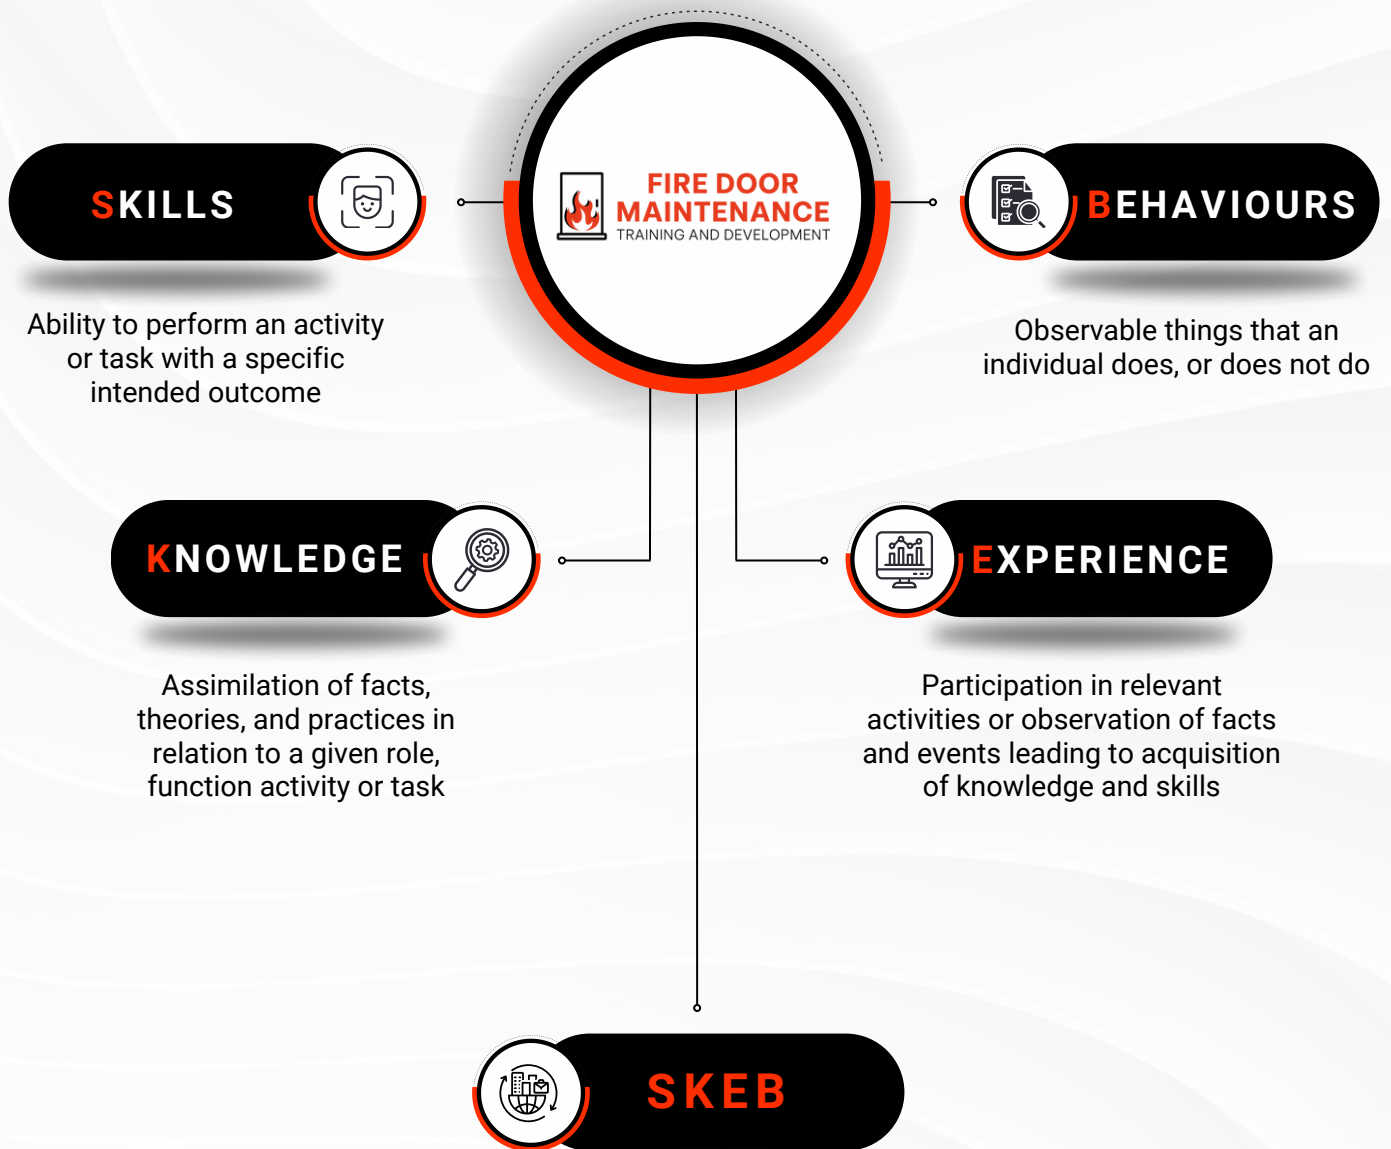 FIRE DOOR
MAINTENANCE
TRAINING AND DEVELOPMENT
SKILLS
Ability to perform an activity
or task with a specific
intended outcome
BEHAVIOURS
Observable things that an
individual does, or does not do
KNOWLEDGE
Assimilation of facts,
theories, and practices in
relation to a given role,
function activity or task
EXPERIENCE
Participation in relevant
activities or observation of facts
and events leading to acquisition
of knowledge and skills
SKEB